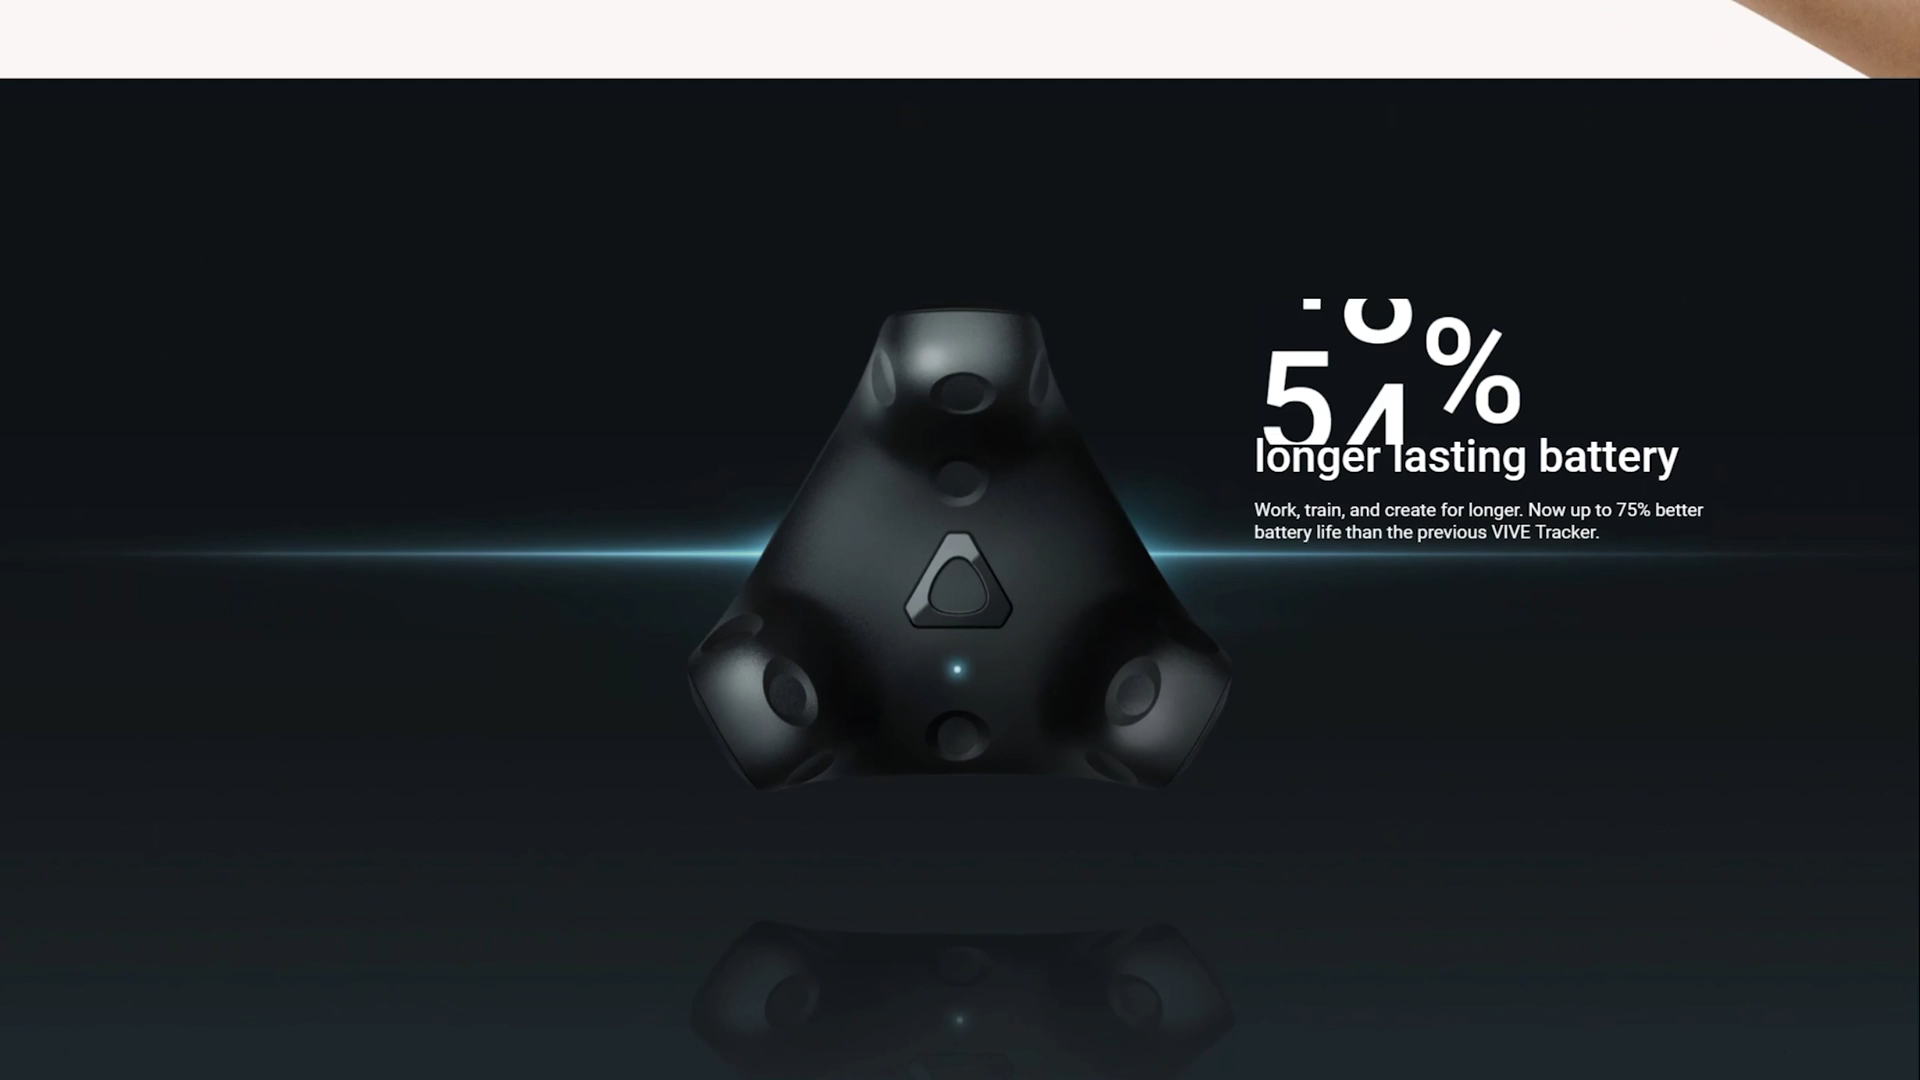 54%
longer lasting battery
Work, train, and create for longer. Now up to 75% better
battery life than the previous VIVE Tracker.